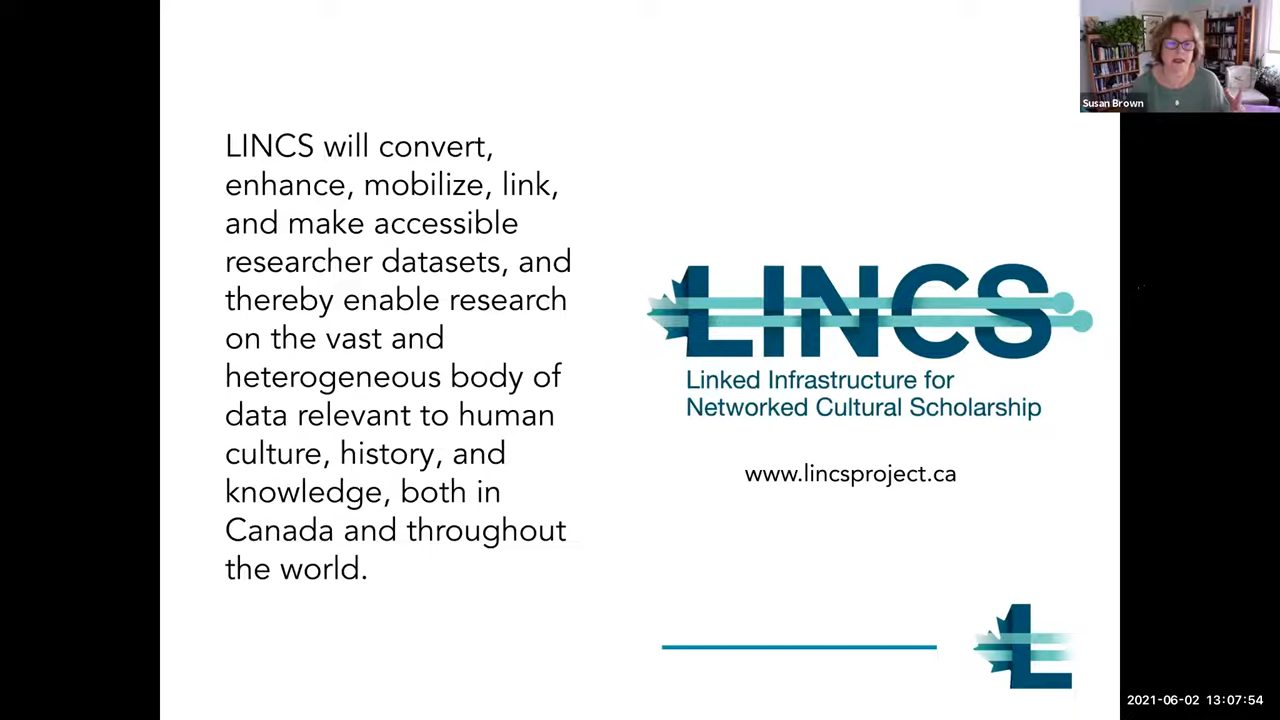 Susan Brown
LINCS will convert,
enhance, mobilize, link,
and make accessible
researcher datasets, and
thereby enable research
on the vast and
heterogeneous body of
data relevant to human
culture, history, and
knowledge, both in
Canada and throughout
the world.
LINCS
Linked Infrastructure for
Networked Cultural Scholarship
www.lincsproject.ca
L
2021-06-02 13:07:54